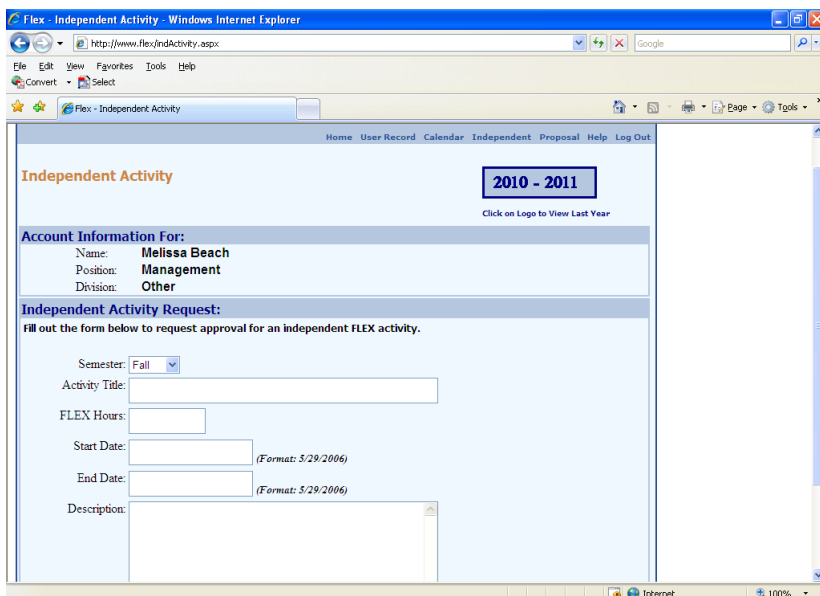 Flex - Independent Activity - Windows Internet Explorer
http://www.flex/indActivity.aspx
Google
File Edit View Favorites Tools Help
Convert Select
Flex - Independent Activity
Page Tools
Home User Record Calendar Independent Proposal Help Log Out
Independent Activity
2010 - 2011
Click on Logo to View Last Year
Account Information For:
Name: Melissa Beach
Position: Management
Division: Other
Independent Activity Request:
Fill out the form below to request approval for an independent FLEX activity.
Semester: Fall
Activity Title:
FLEX Hours:
Start Date:
(Format: 5/29/2006)
End Date:
(Format: 5/29/2006)
Description:
Internet 100%